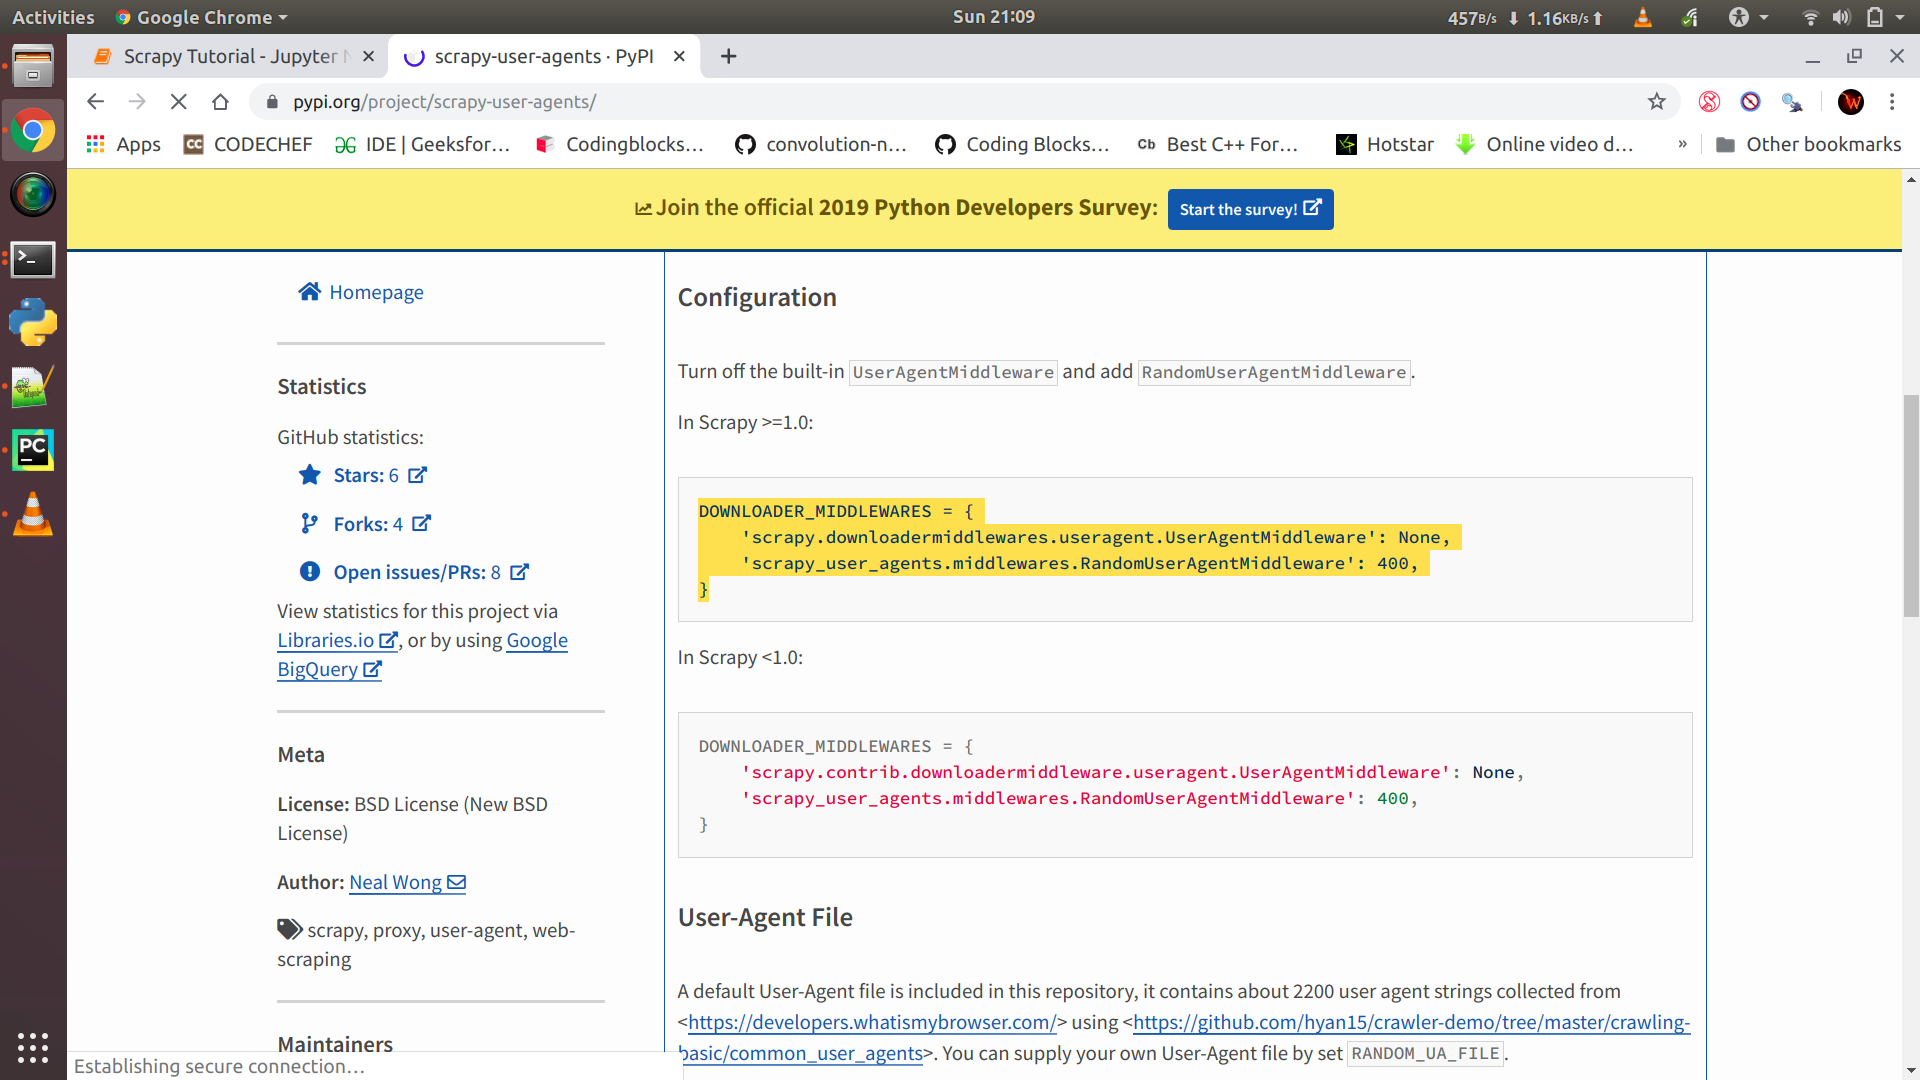 Activities
Google Chrome
Sun 21:09
457B/s ⬇ 1.16KB/s⬆
Scrapy Tutorial - Jupyter N
scrapy-user-agents · PyPI
pypi.org/project/scrapy-user-agents/
Apps
CODECHEF
IDE | Geeksfor...
Codingblocks...
convolution-n...
Coding Blocks...
Cb Best C++ For...
Hotstar
Online video d...
»
Other bookmarks
Join the official 2019 Python Developers Survey: Start the survey!
Homepage
Statistics
GitHub statistics:
Stars: 6
Forks: 4
Open issues/PRs: 8
View statistics for this project via
Libraries.io, or by using Google
BigQuery
Meta
License: BSD License (New BSD
License)
Author: Neal Wong
scrapy, proxy, user-agent, web-
scraping
Maintainers
Configuration
Turn off the built-in UserAgentMiddleware and add RandomUserAgentMiddleware.
In Scrapy >=1.0:
DOWNLOADER_MIDDLEWARES = {
    'scrapy.downloadermiddlewares.useragent.UserAgentMiddleware': None,
    'scrapy_user_agents.middlewares.RandomUserAgentMiddleware': 400,
}
In Scrapy <1.0:
DOWNLOADER_MIDDLEWARES = {
    'scrapy.contrib.downloadermiddleware.useragent.UserAgentMiddleware': None,
    'scrapy_user_agents.middlewares.RandomUserAgentMiddleware': 400,
}
User-Agent File
A default User-Agent file is included in this repository, it contains about 2200 user agent strings collected from
<https://developers.whatismybrowser.com/> using <https://github.com/hyan15/crawler-demo/tree/master/crawling-
basic/common_user_agents>. You can supply your own User-Agent file by set RANDOM_UA_FILE.
Establishing secure connection...
PC